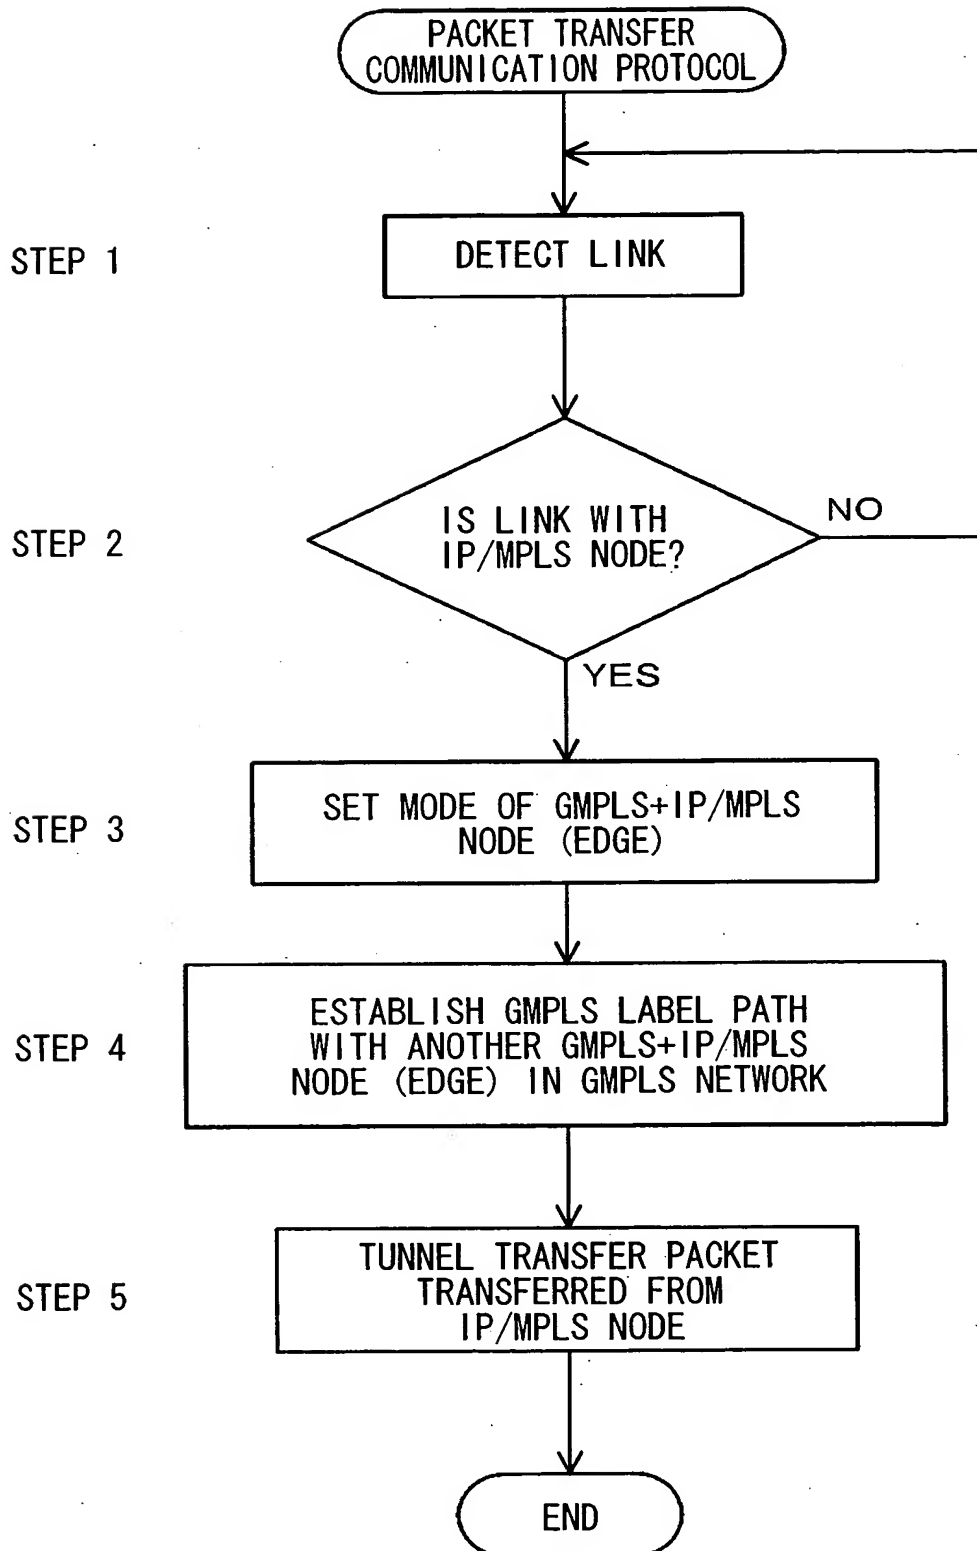 PACKET TRANSFER
COMMUNICATION PROTOCOL
STEP 1
DETECT LINK
STEP 2
IS LINK WITH
IP/MPLS NODE?
NO
YES
STEP 3
SET MODE OF GMPLS+IP/MPLS
NODE (EDGE)
STEP 4
ESTABLISH GMPLS LABEL PATH
WITH ANOTHER GMPLS+IP/MPLS
NODE (EDGE) IN GMPLS NETWORK
STEP 5
TUNNEL TRANSFER PACKET
TRANSFERRED FROM
IP/MPLS NODE
END